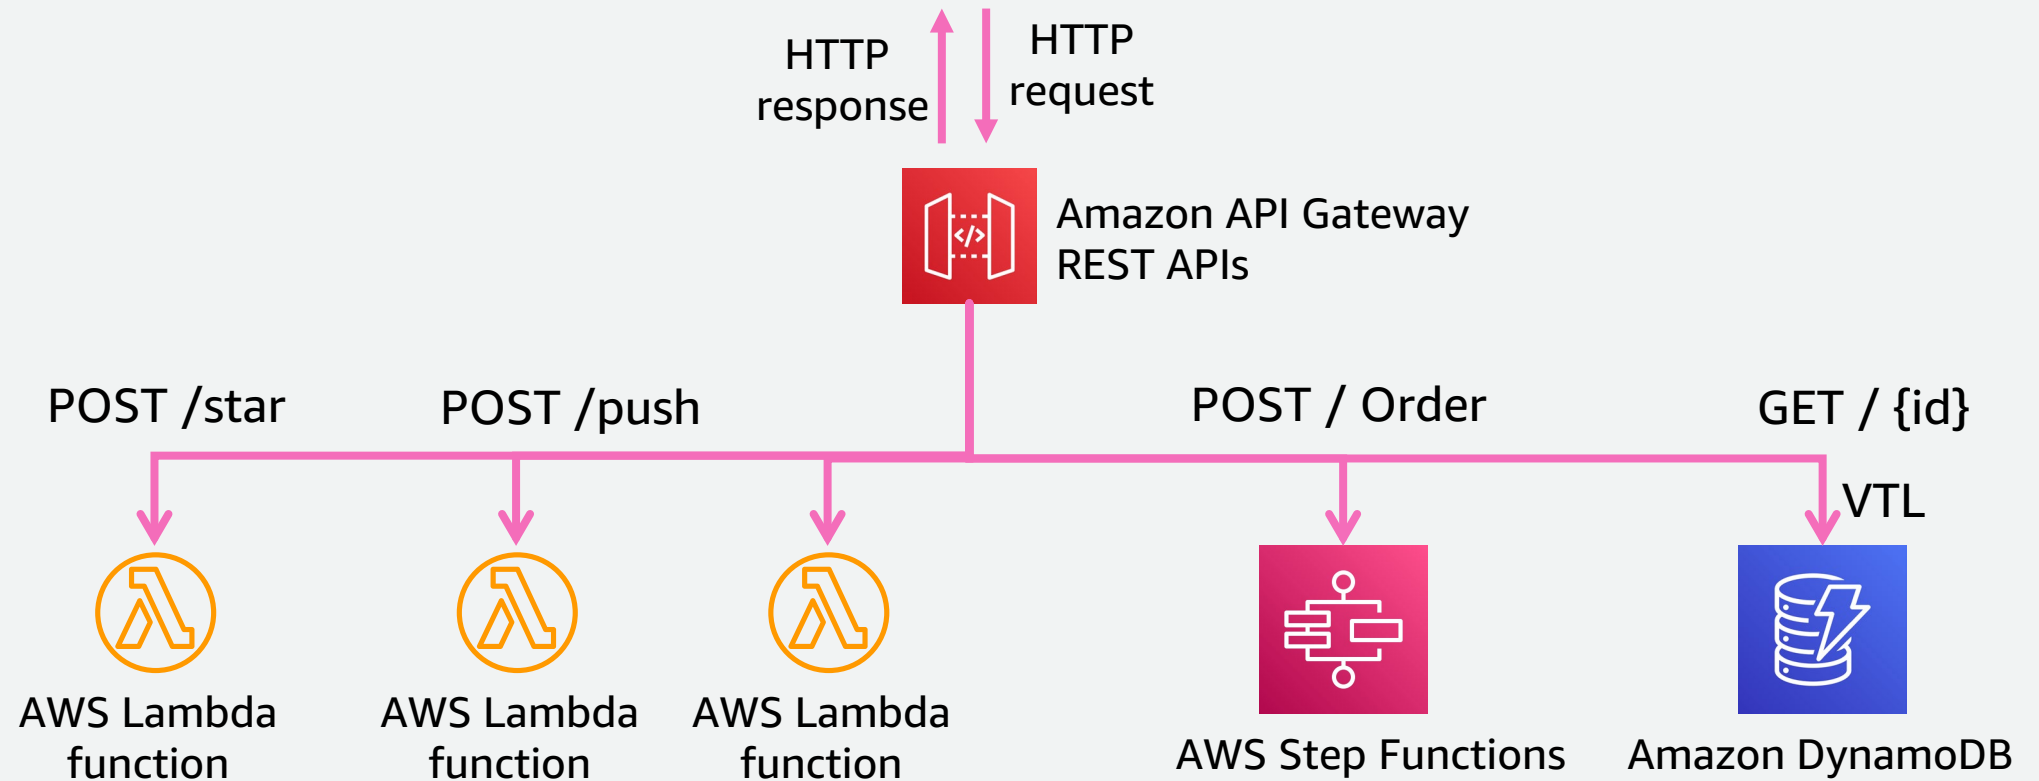 HTTP
response
HTTP
request
</>
Amazon API Gateway
REST APIs
POST /star
POST /push
POST / Order
GET / {id}
VTL
AWS Lambda
function
AWS Lambda
function
AWS Lambda
function
AWS Step Functions
Amazon DynamoDB